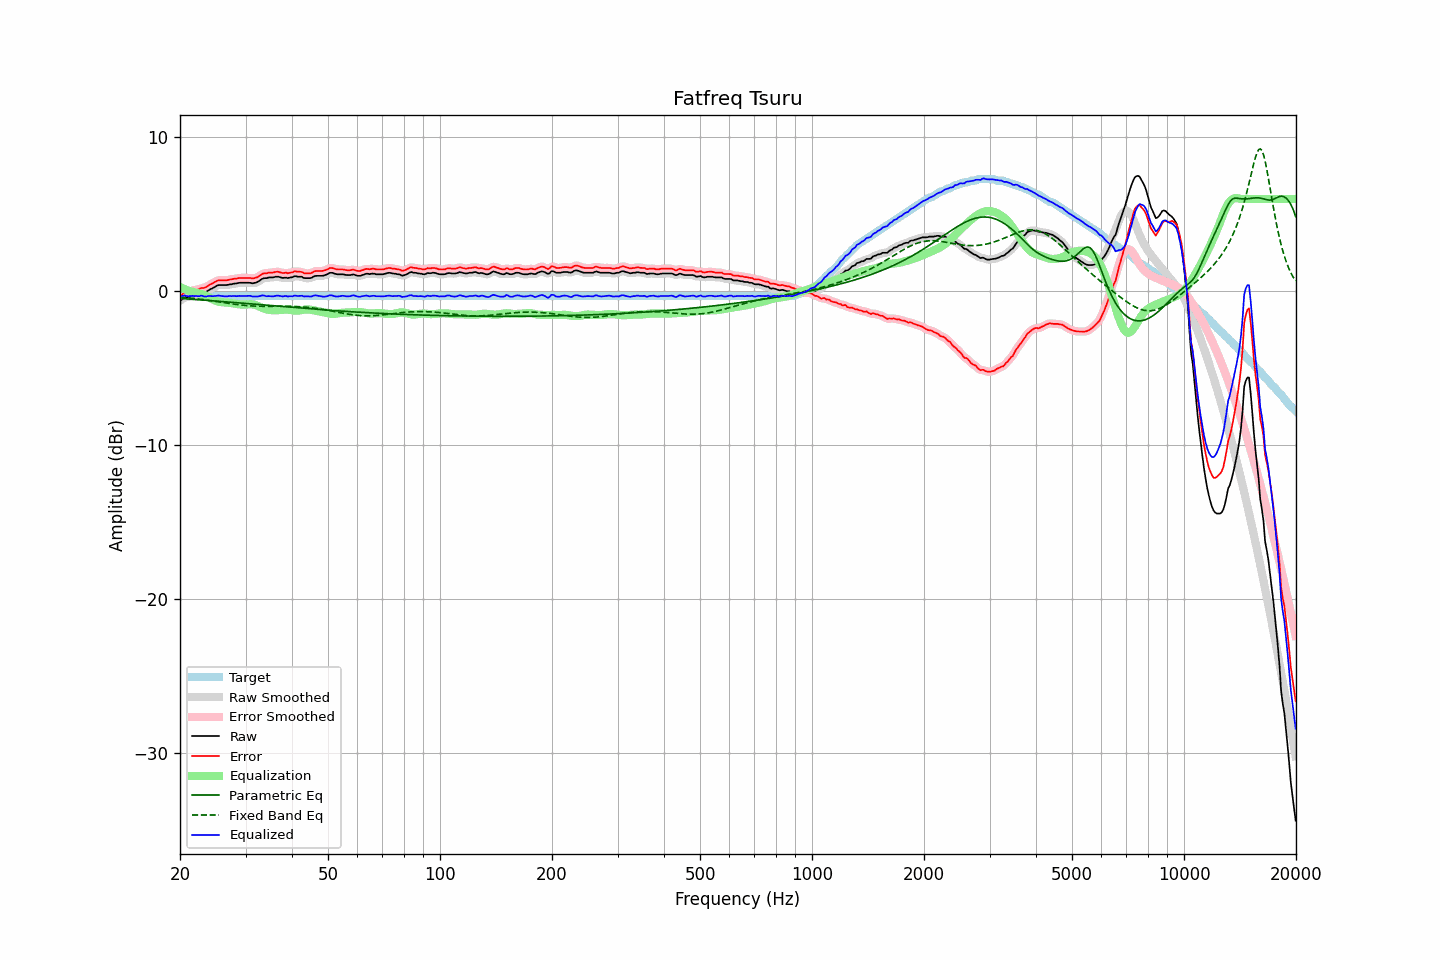 Fatfreq Tsuru
10
0
−10
−20
−30
Amplitude (dBr)
Target
Raw Smoothed
Error Smoothed
Raw
Error
Equalization
Parametric Eq
Fixed Band Eq
Equalized
20 50 100 200 500 1000 2000 5000 10000 20000
Frequency (Hz)